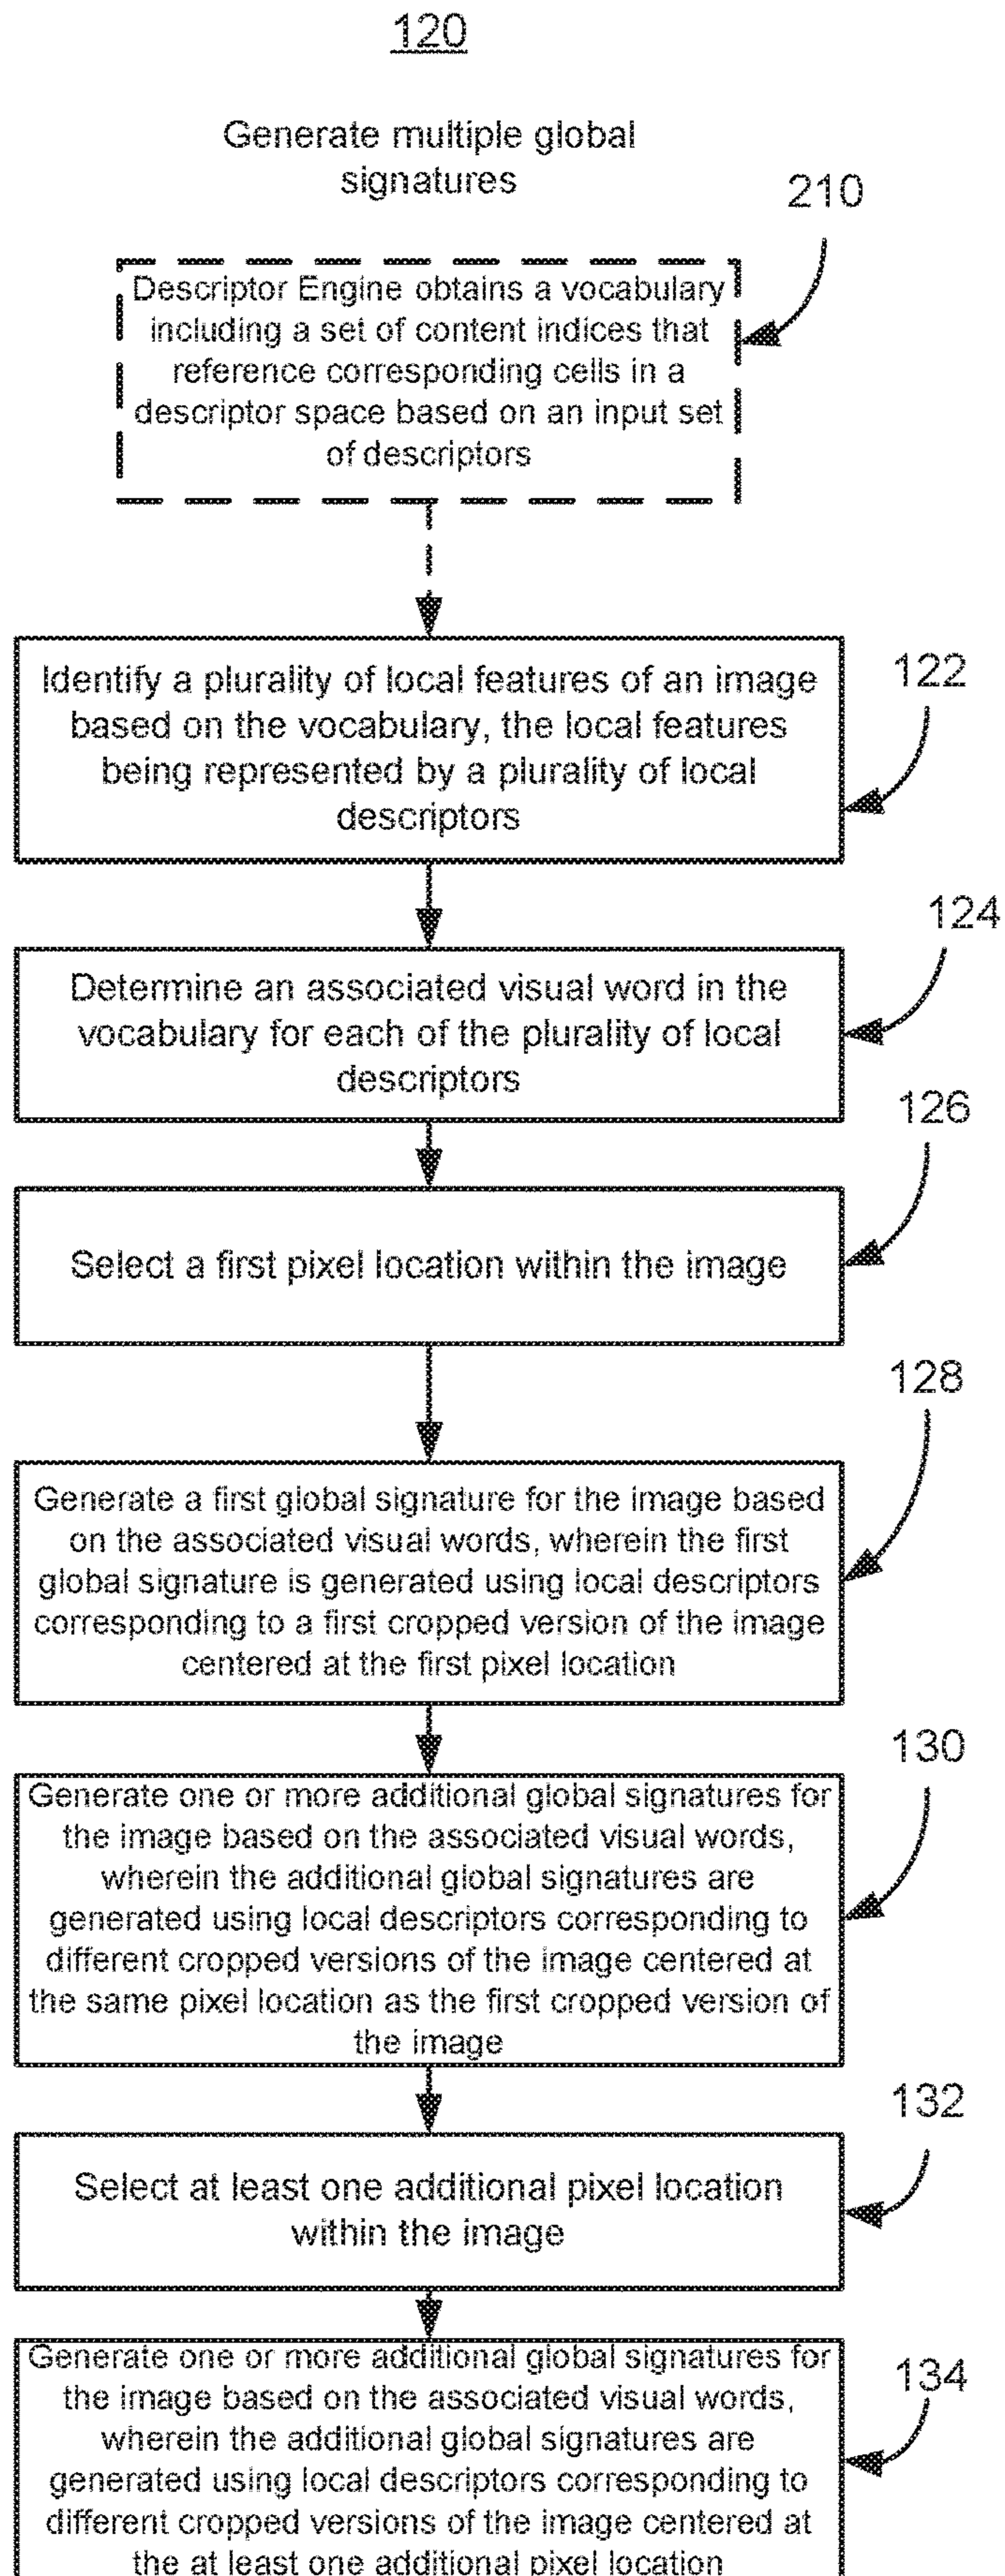 120
Generate multiple global
signatures
210
Descriptor Engine obtains a vocabulary
including a set of content indices that
reference corresponding cells in a
descriptor space based on an input set
of descriptors
Identify a plurality of local features of an image
based on the vocabulary, the local features
being represented by a plurality of local
descriptors
122
Determine an associated visual word in the
vocabulary for each of the plurality of local
descriptors
124
Select a first pixel location within the image
126
Generate a first global signature for the image based
on the associated visual words, wherein the first
global signature is generated using local descriptors
corresponding to a first cropped version of the image
centered at the first pixel location
128
Generate one or more additional global signatures for
the image based on the associated visual words,
wherein the additional global signatures are
generated using local descriptors corresponding to
different cropped versions of the image centered at
the same pixel location as the first cropped version of
the image
130
Select at least one additional pixel location
within the image
132
Generate one or more additional global signatures for
the image based on the associated visual words,
wherein the additional global signatures are
generated using local descriptors corresponding to
different cropped versions of the image centered at
the at least one additional pixel location
134